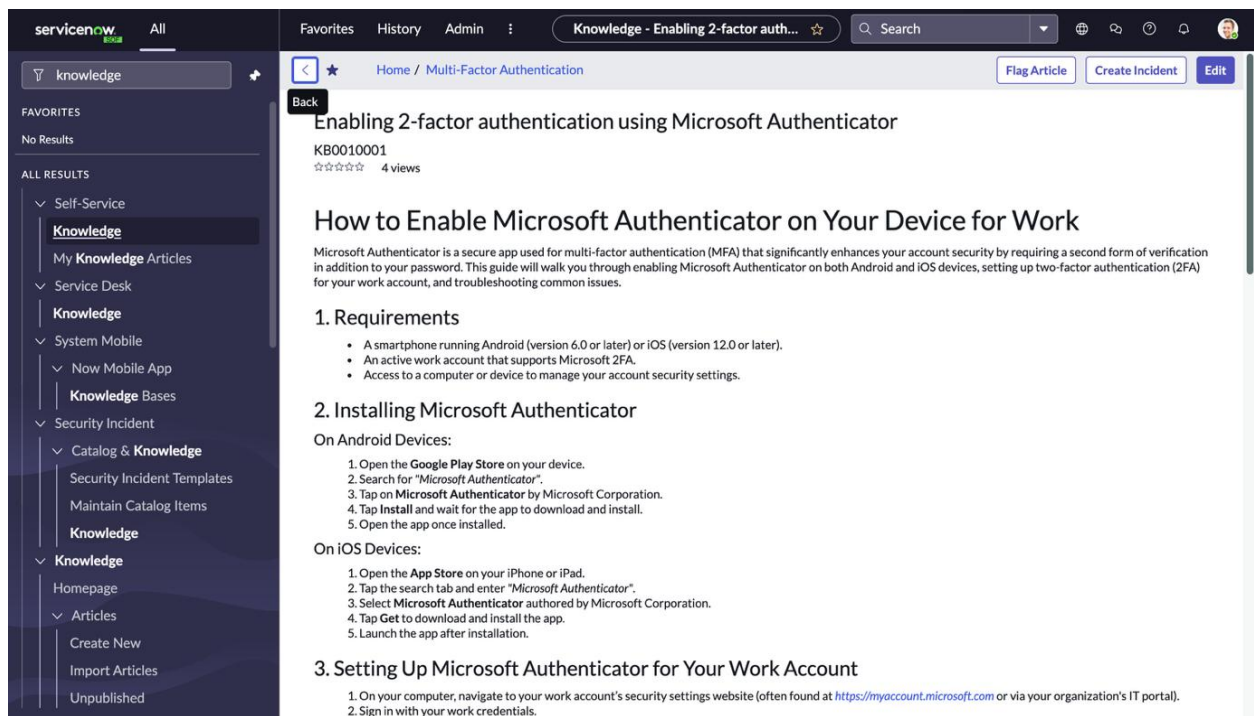 servicenow
SOF
All
Favorites
History
Admin
Knowledge - Enabling 2-factor auth...
Search
knowledge
FAVORITES
No Results
ALL RESULTS
Self-Service
Knowledge
My Knowledge Articles
Service Desk
Knowledge
System Mobile
Now Mobile App
Knowledge Bases
Security Incident
Catalog & Knowledge
Security Incident Templates
Maintain Catalog Items
Knowledge
Knowledge
Homepage
Articles
Create New
Import Articles
Unpublished
Home / Multi-Factor Authentication
Flag Article
Create Incident
Edit
Back
Enabling 2-factor authentication using Microsoft Authenticator
KB0010001
4 views
How to Enable Microsoft Authenticator on Your Device for Work
Microsoft Authenticator is a secure app used for multi-factor authentication (MFA) that significantly enhances your account security by requiring a second form of verification
in addition to your password. This guide will walk you through enabling Microsoft Authenticator on both Android and iOS devices, setting up two-factor authentication (2FA)
for your work account, and troubleshooting common issues.
1. Requirements
• A smartphone running Android (version 6.0 or later) or iOS (version 12.0 or later).
• An active work account that supports Microsoft 2FA.
• Access to a computer or device to manage your account security settings.
2. Installing Microsoft Authenticator
On Android Devices:
1. Open the Google Play Store on your device.
2. Search for "Microsoft Authenticator".
3. Tap on Microsoft Authenticator by Microsoft Corporation.
4. Tap Install and wait for the app to download and install.
5. Open the app once installed.
On iOS Devices:
1. Open the App Store on your iPhone or iPad.
2. Tap the search tab and enter "Microsoft Authenticator".
3. Select Microsoft Authenticator authored by Microsoft Corporation.
4. Tap Get to download and install the app.
5. Launch the app after installation.
3. Setting Up Microsoft Authenticator for Your Work Account
1. On your computer, navigate to your work account's security settings website (often found at https://myaccount.microsoft.com or via your organization's IT portal).
2. Sign in with your work credentials.